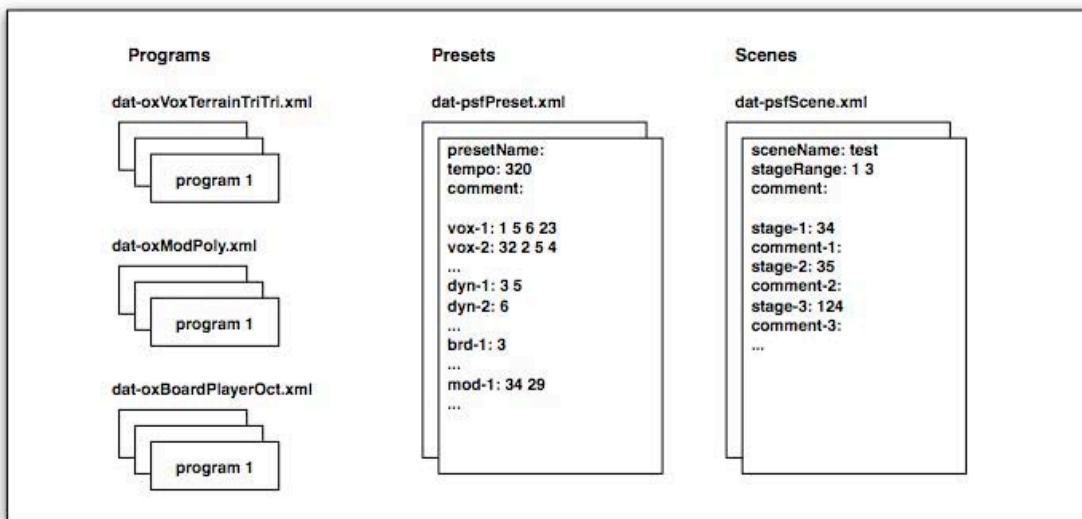 Programs
dat-oxVoxTerrainTriTri.xml
program 1
dat-oxModPoly.xml
program 1
dat-oxBoardPlayerOct.xml
program 1
Presets
dat-psfPreset.xml
presetName:
tempo: 320
comment:
vox-1: 1 5 6 23
vox-2: 32 2 5 4
...
dyn-1: 3 5
dyn-2: 6
...
brd-1: 3
...
mod-1: 34 29
...
Scenes
dat-psfScene.xml
sceneName: test
stageRange: 1 3
comment:
stage-1: 34
comment-1:
stage-2: 35
comment-2:
stage-3: 124
comment-3:
...